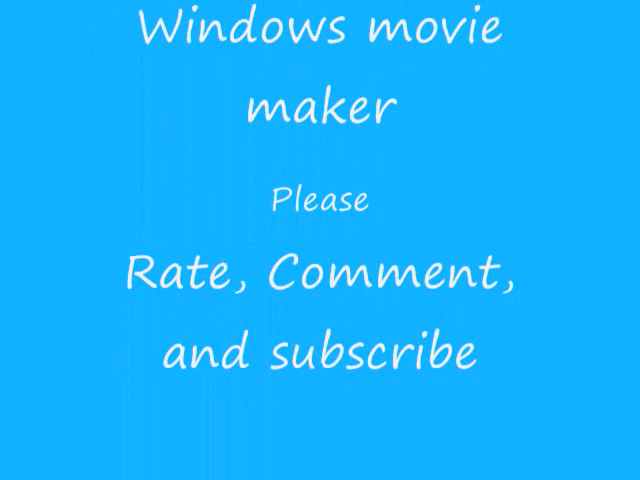 Windows movie
maker
Please
Rate, Comment,
and subscribe